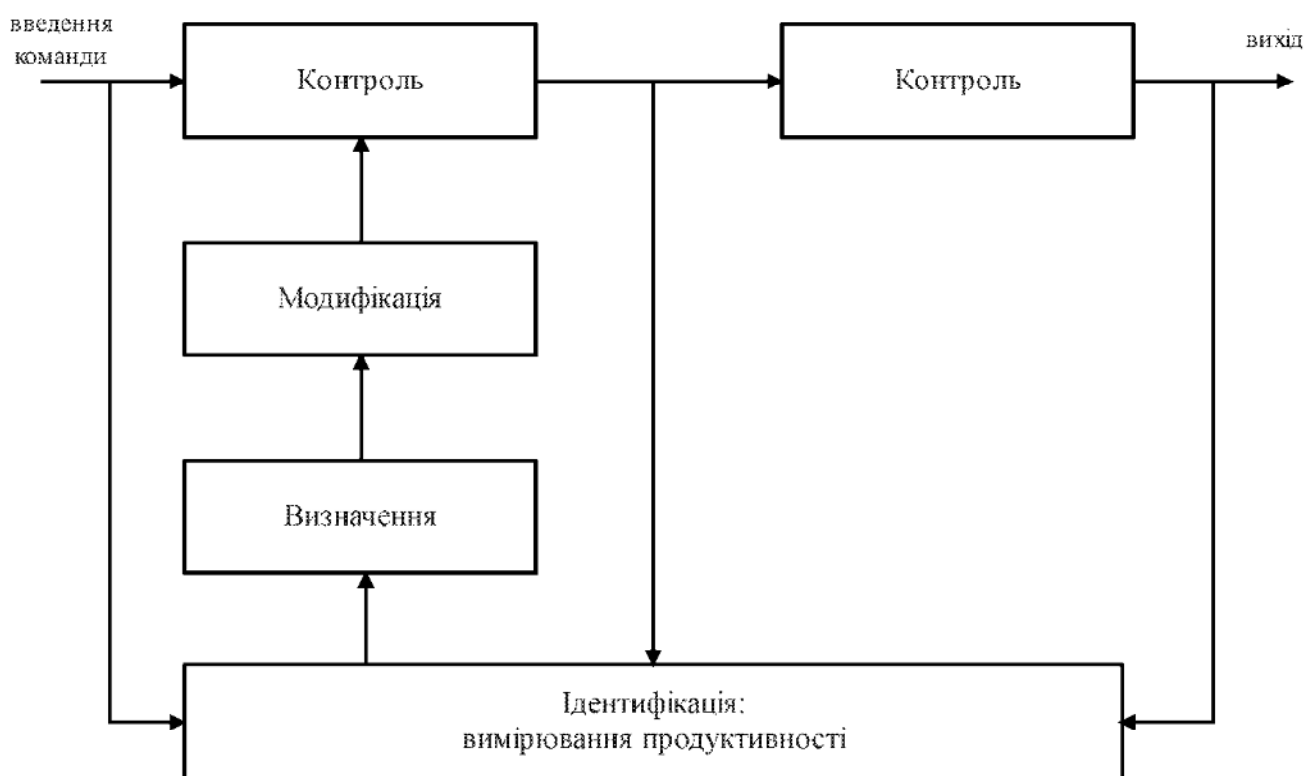 введення
команди
вихід
Контроль
Контроль
Модифікація
Визначення
Ідентифікація:
вимірювання продуктивності